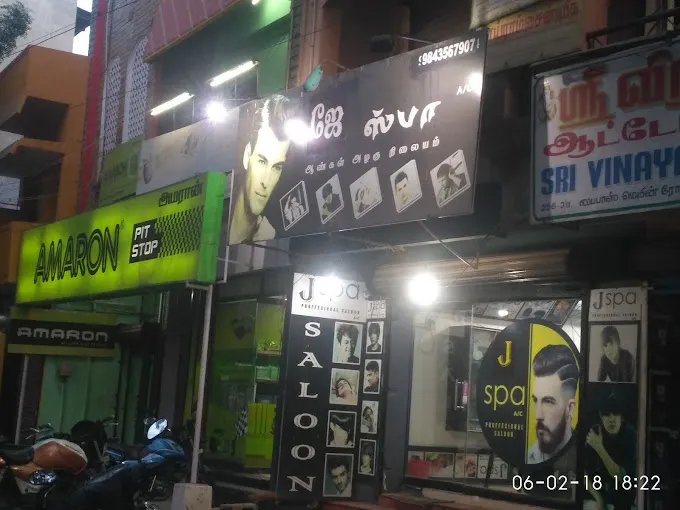 9843567907
A/C
ஜே ஸ்பா
ஆண்கள் அழகு நிலையம்
அமரான்
AMARON
PIT
STOP
AMARON
ஸ்ரீ வி
ஆட்டோ
SRI VINAYA
J spa
PROFESSIONAL SALOON
A/C
SALOON
J
spa
A/C
PROFESSIONAL
SALOON
J spa
06-02-18 18:22